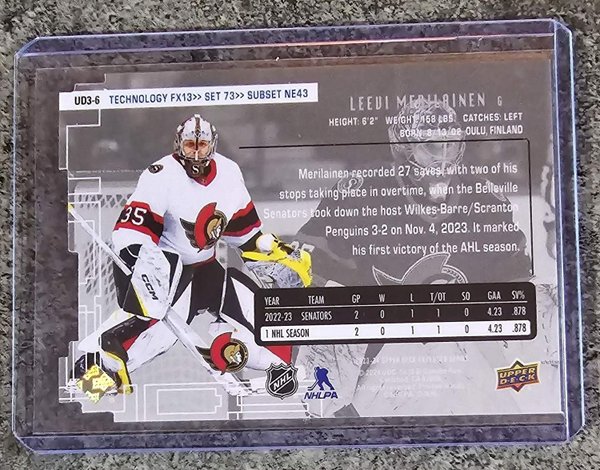 UD3-6 TECHNOLOGY FX13>> SET 73>> SUBSET NE43
LEEVI MERILAINEN G
HEIGHT: 6'2" WEIGHT: 158 LBS CATCHES: LEFT
BORN: 8/13/02 OULU, FINLAND
Merilainen recorded 27 saves, with two of his
stops taking place in overtime, when the Belleville
Senators took down the host Wilkes-Barre/Scranton
Penguins 3-2 on Nov. 4, 2023. It marked
his first victory of the AHL season.
35
CCM
YEAR TEAM GP W L T/OT SO GAA SV%
2022-23 SENATORS 2 0 1 1 0 4.23 .878
1 NHL SEASON 2 0 1 1 0 4.23 .878
NHL
NHLPA
UPPER
DECK